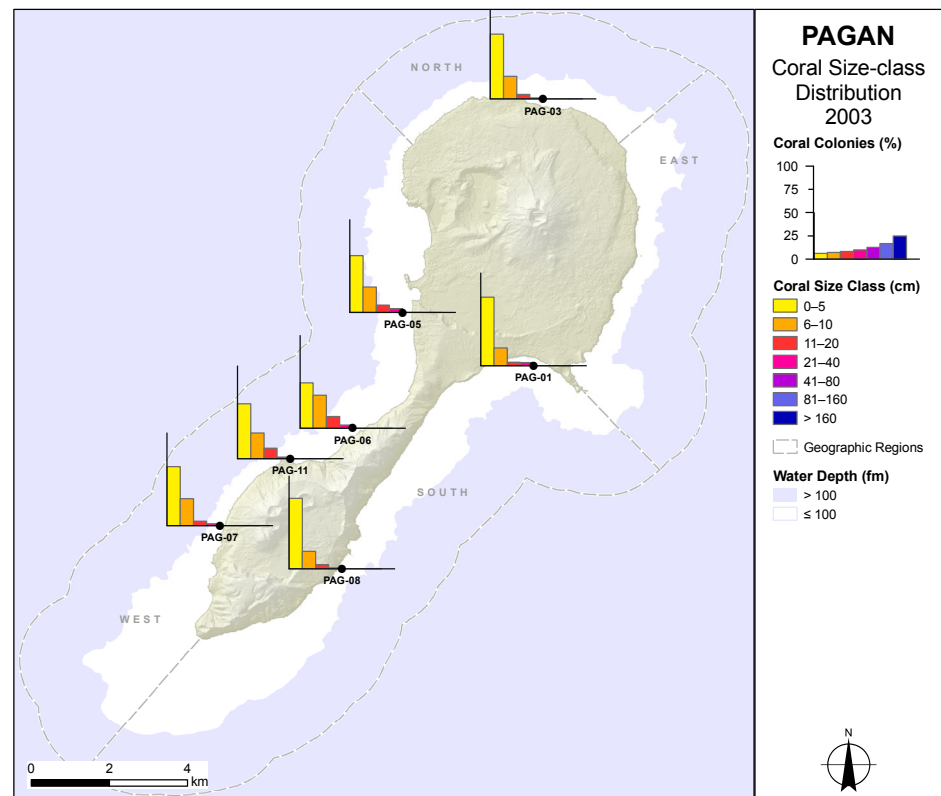 PAGAN
Coral Size-class
Distribution
2003
Coral Colonies (%)
100
75
50
25
0
Coral Size Class (cm)
0–5
6–10
11–20
21–40
41–80
81–160
> 160
Geographic Regions
Water Depth (fm)
> 100
≤ 100
N
NORTH
PAG-03
EAST
PAG-05
PAG-01
PAG-06
PAG-11
SOUTH
PAG-07
PAG-08
WEST
0 2 4
km